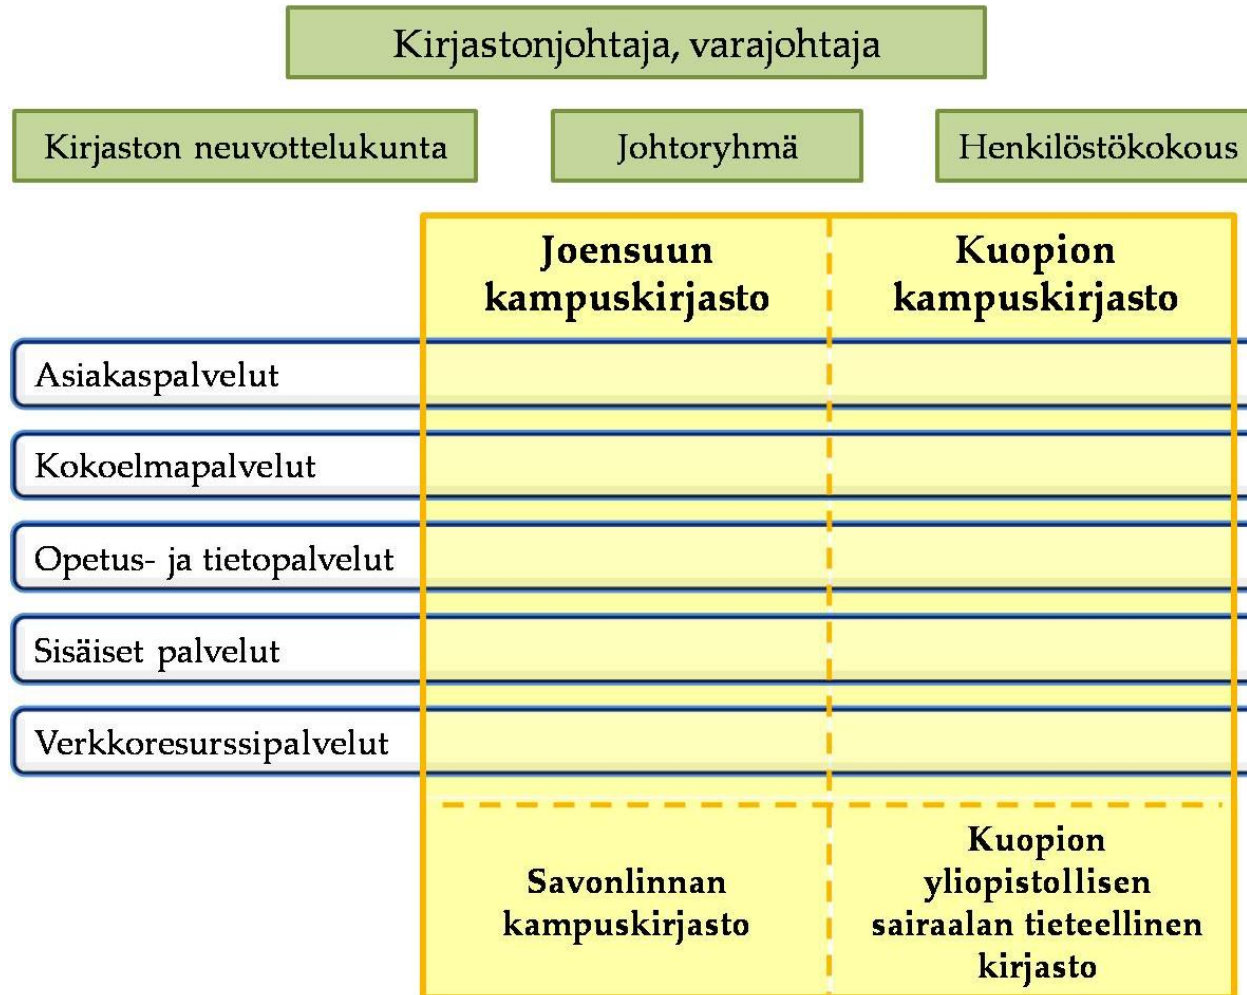 Kirjastonjohtaja, varajohtaja
Kirjaston neuvottelukunta
Johtoryhmä
Henkilöstökokous
Joensuun
kampuskirjasto
Kuopion
kampuskirjasto
Asiakaspalvelut
Kokoelmapalvelut
Opetus- ja tietopalvelut
Sisäiset palvelut
Verkkoresurssipalvelut
Savonlinnan
kampuskirjasto
Kuopion
yliopistollisen
sairaalan tieteellinen
kirjasto